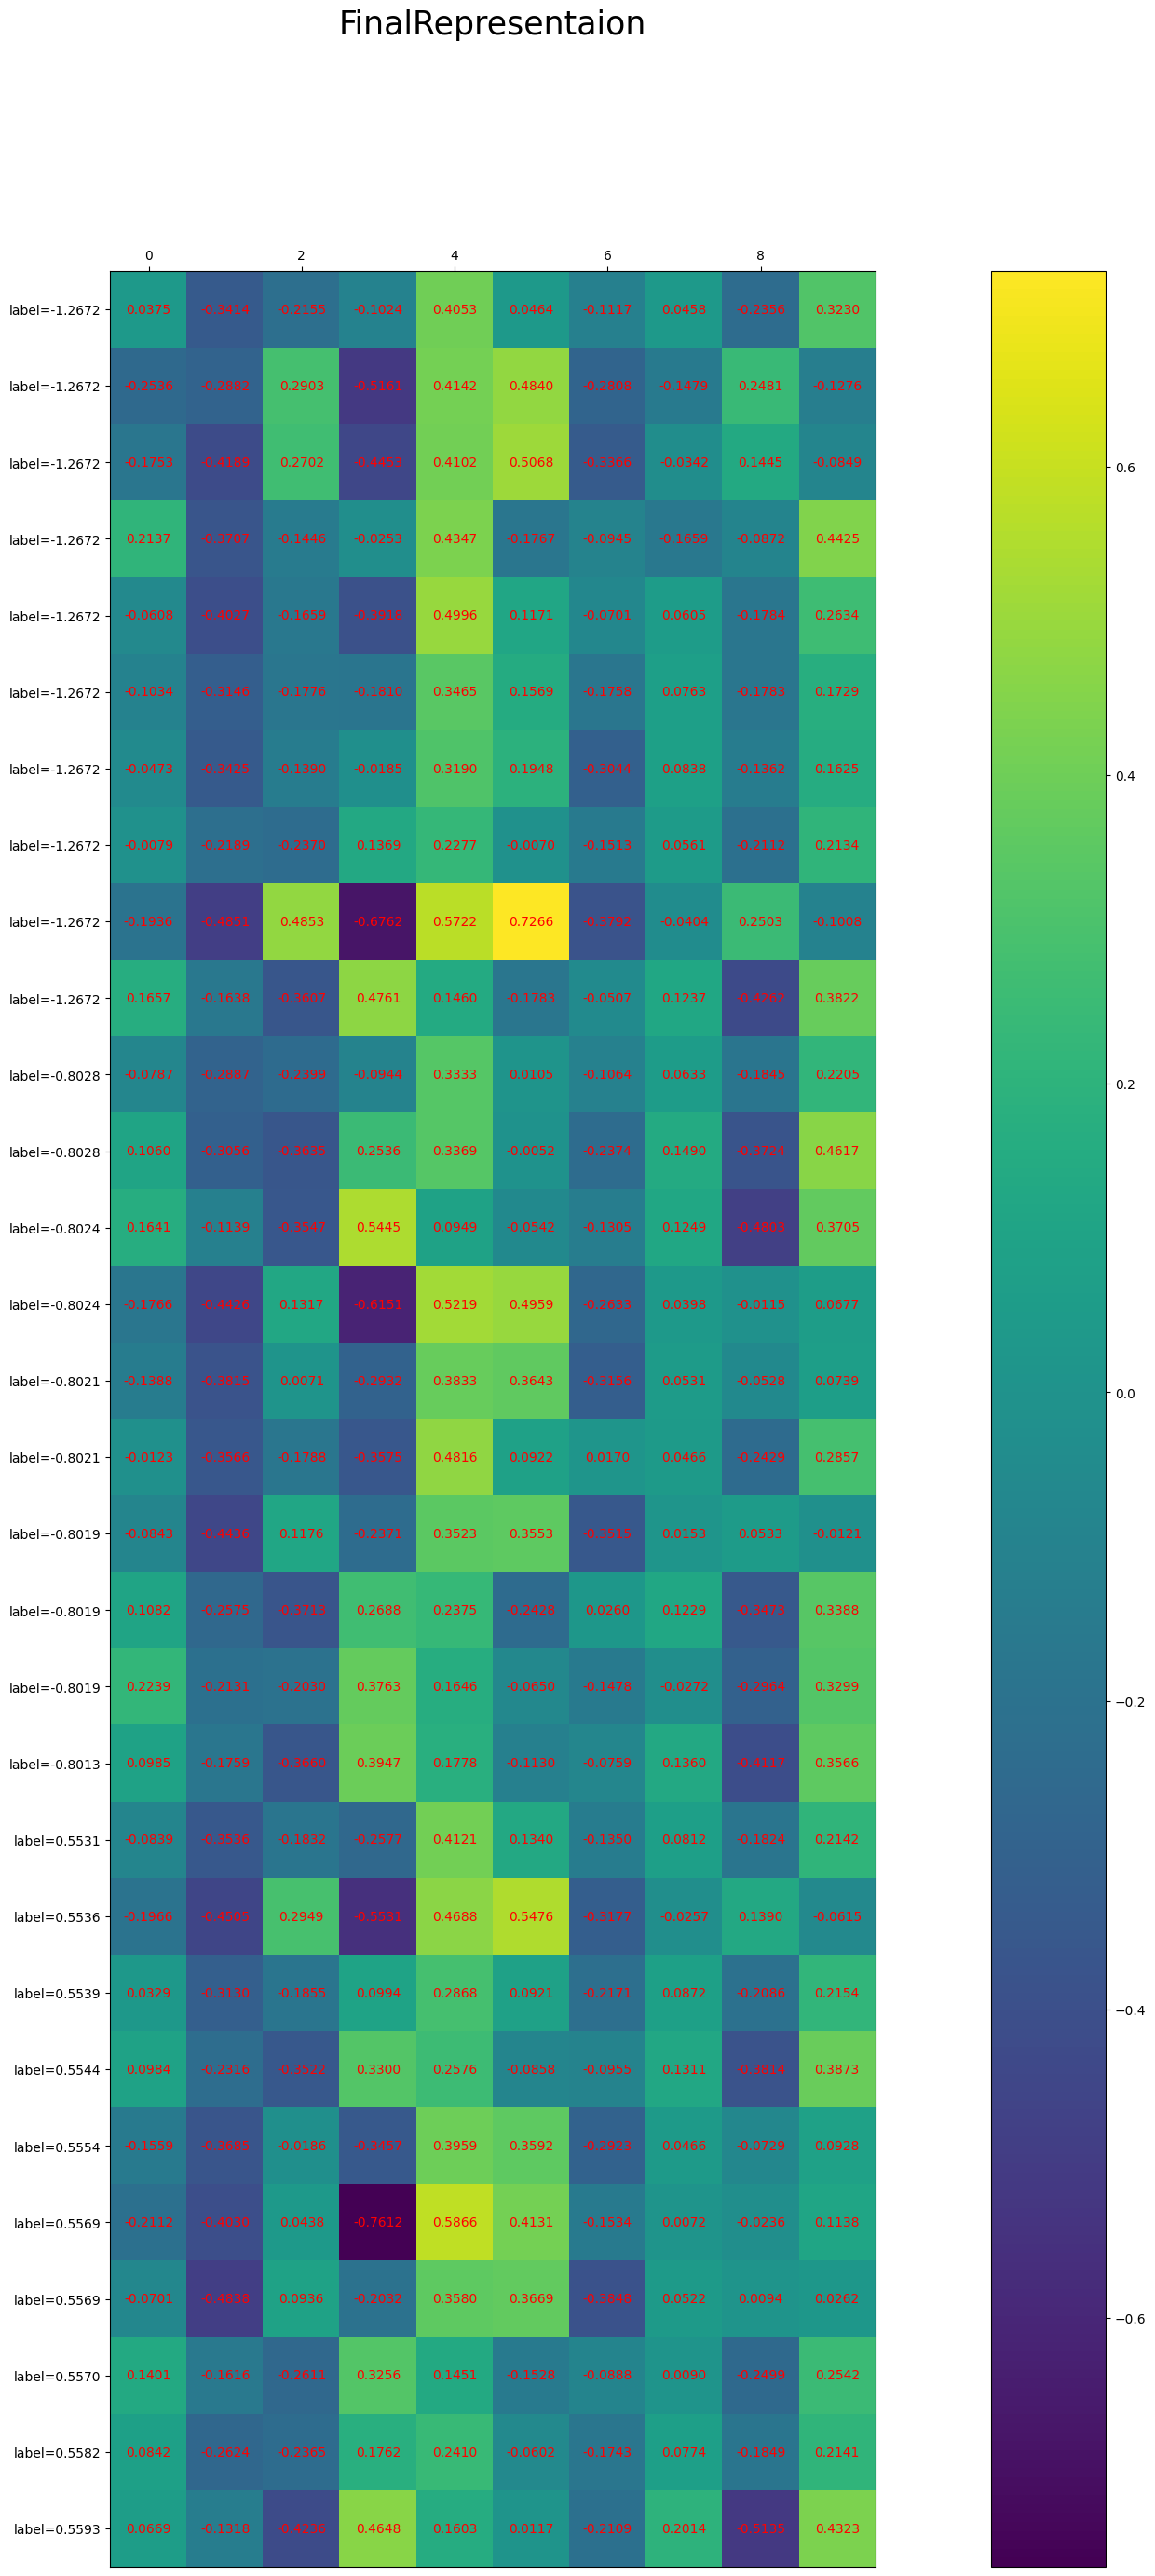 FinalRepresentaion
0 2 4 6 8
label=-1.2672 0.0375 -0.3414 -0.2155 -0.1024 0.4053 0.0464 -0.1117 0.0458 -0.2356 0.3230
label=-1.2672 -0.2536 -0.2882 0.2903 -0.5161 0.4142 0.4840 -0.2808 -0.1479 0.2481 -0.1276
label=-1.2672 -0.1753 0.2702 0.4102 0.5068 -0.3366 -0.0342 0.1445 -0.0849
label=-1.2672 0.2137 -0.3707 -0.1446 -0.0253 0.4347 -0.1767 -0.0945 -0.1659 -0.0872 0.4425
label=-1.2672 -0.0608 -0.4027 -0.1659 -0.3918 0.4996 0.1171 -0.0701 0.0605 -0.1784 0.2634
label=-1.2672 -0.1034 -0.3146 -0.1776 -0.1810 0.3465 0.1569 -0.1758 0.0763 -0.1783 0.1729
label=-1.2672 -0.0473 -0.3425 -0.1390 -0.0185 0.3190 0.1948 -0.3044 0.0838 -0.1362 0.1625
label=-1.2672 -0.0079 -0.2189 -0.2370 0.1369 0.2277 -0.0070 -0.1513 0.0561 -0.2112 0.2134
label=-1.2672 -0.1936 0.4853 -0.6762 0.5722 0.7266 -0.0404 0.2503 -0.1008
label=-1.2672 0.1657 -0.1638 -0.3607 0.4761 0.1460 -0.1783 -0.0507 0.1237 -0.4262 0.3822
label=-0.8028 -0.0787 -0.2887 -0.2399 -0.0944 0.3333 0.0105 -0.1064 0.0633 -0.1845 0.2205
label=-0.8028 0.1060 -0.3056 0.2536 0.3369 -0.0052 -0.2374 0.1490 -0.3724 0.4617
label=-0.8024 0.1641 -0.1139 -0.3547 0.5445 0.0949 -0.0542 -0.1305 0.1249 0.3705
label=-0.8024 -0.1766 -0.4426 0.1317 -0.6151 0.5219 0.4959 -0.2633 0.0398 -0.0115 0.0677
label=-0.8021 -0.1388 -0.3815 0.0071 -0.2932 0.3833 0.3643 -0.3156 0.0531 -0.0528 0.0739
label=-0.8021 -0.0123 -0.3566 -0.1788 -0.3575 0.4816 0.0922 0.0170 0.0466 -0.2429 0.2857
label=-0.8019 -0.0843 -0.4436 0.1176 -0.2371 0.3523 0.3553 -0.3515 0.0153 0.0533 -0.0121
label=-0.8019 0.1082 -0.2575 -0.3713 0.2688 0.2375 -0.2428 0.0260 0.1229 -0.3473 0.3388
label=-0.8019 0.2239 -0.2131 -0.2030 0.3763 0.1646 -0.0650 -0.1478 -0.0272 -0.2964 0.3299
label=-0.8013 0.0985 -0.1759 -0.3660 0.3947 0.1778 -0.1130 -0.0759 0.1360 0.3566
label=0.5531 -0.0839 -0.3536 -0.1832 -0.2577 0.4121 0.1340 -0.1350 0.0812 -0.1824 0.2142
label=0.5536 -0.1966 -0.4505 0.2949 -0.5531 0.4688 0.5476 -0.3177 -0.0257 0.1390 -0.0615
label=0.5539 0.0329 -0.3130 -0.1855 0.0994 0.2868 0.0921 -0.2171 0.0872 -0.2086 0.2154
label=0.5544 0.0984 -0.2316 -0.3522 0.3300 0.2576 -0.0858 -0.0955 0.1311 -0.3814 0.3873
label=0.5554 -0.1559 -0.3685 -0.0186 -0.3457 0.3959 0.3592 -0.2923 0.0466 -0.0729 0.0928
label=0.5569 -0.2112 -0.4030 0.0438 -0.7612 0.5866 0.4131 -0.1534 0.0072 -0.0236 0.1138
label=0.5569 -0.0701 0.0936 -0.2032 0.3580 0.3669 0.0522 0.0094 0.0262
label=0.5570 0.1401 -0.1616 -0.2611 0.3256 0.1451 -0.1528 -0.0888 0.0090 -0.2499 0.2542
label=0.5582 0.0842 -0.2624 -0.2365 0.1762 0.2410 -0.0602 -0.1743 0.0774 -0.1849 0.2141
label=0.5593 0.0669 -0.1318 0.4648 0.1603 0.0117 -0.2109 0.2014 0.4323
0.6
0.4
0.2
0.0
−0.2
−0.4
−0.6